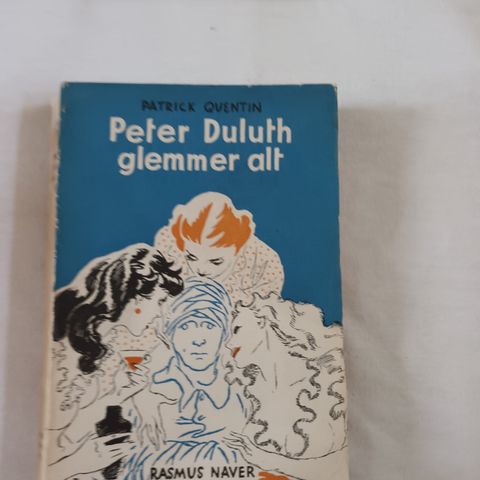 PATRICK QUENTIN
Peter Duluth
glemmer alt
RASMUS NAVER